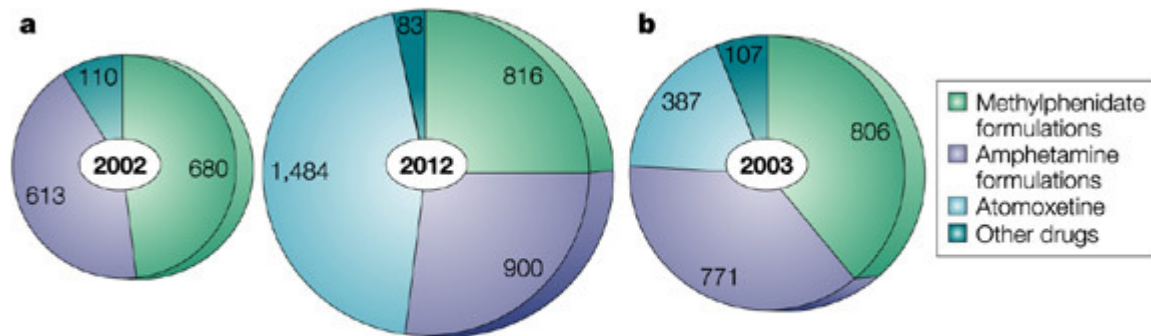 a
110
680
613
2002
83
816
1,484
900
2012
b
107
806
387
771
2003
Methylphenidate
formulations
Amphetamine
formulations
Atomoxetine
Other drugs